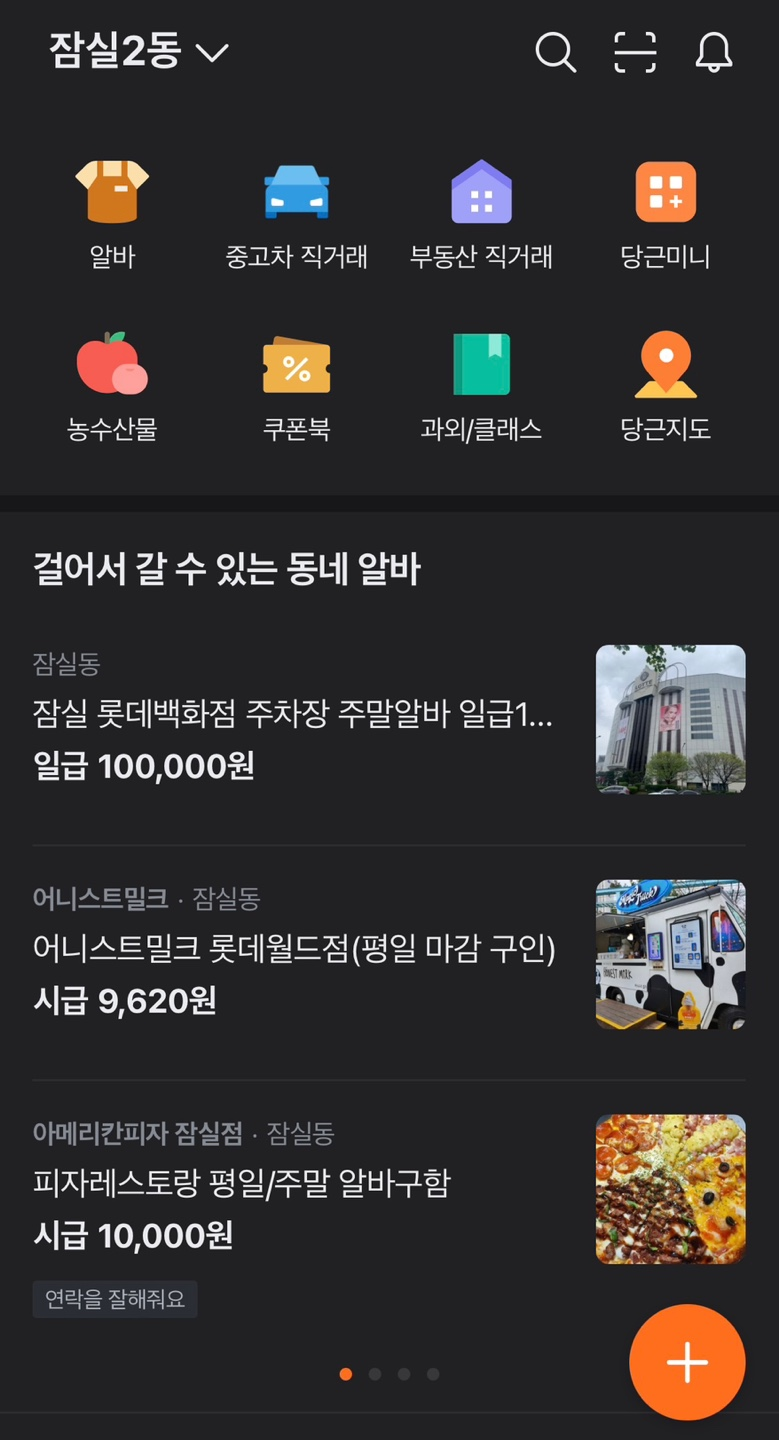 잠실2동
알바
중고차 직거래
부동산 직거래
당근미니
농수산물
쿠폰북
과외/클래스
당근지도
걸어서 갈 수 있는 동네 알바
잠실동
잠실 롯데백화점 주차장 주말알바 일급1...
일급 100,000원
어니스트밀크 · 잠실동
어니스트밀크 롯데월드점(평일 마감 구인)
시급 9,620원
아메리칸피자 잠실점 · 잠실동
피자레스토랑 평일/주말 알바구함
시급 10,000원
연락을 잘해줘요